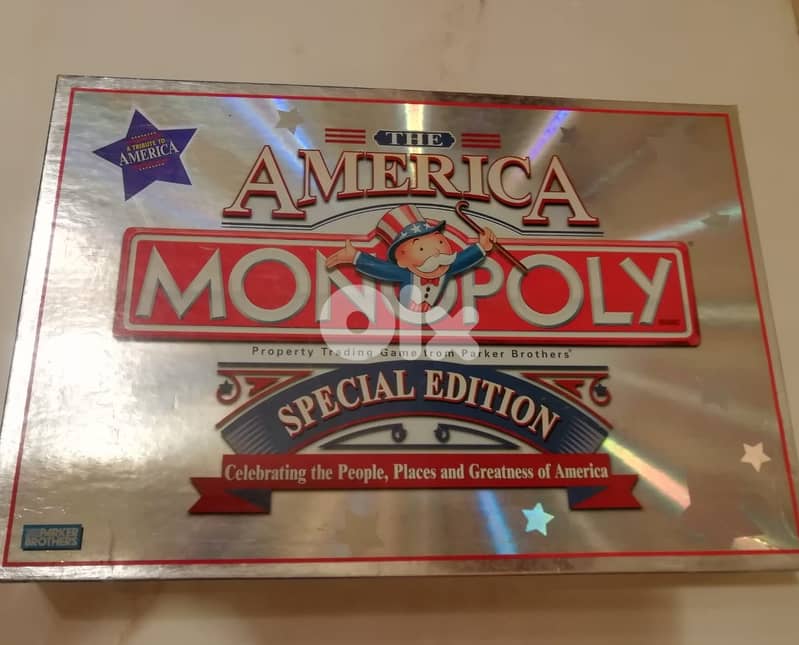 A TRIBUTE TO
AMERICA
THE
AMERICA
MONOPOLY
olx
Property Trading Game from Parker Brothers®
SPECIAL EDITION
Celebrating the People, Places and Greatness of America
PARKER
BROTHERS